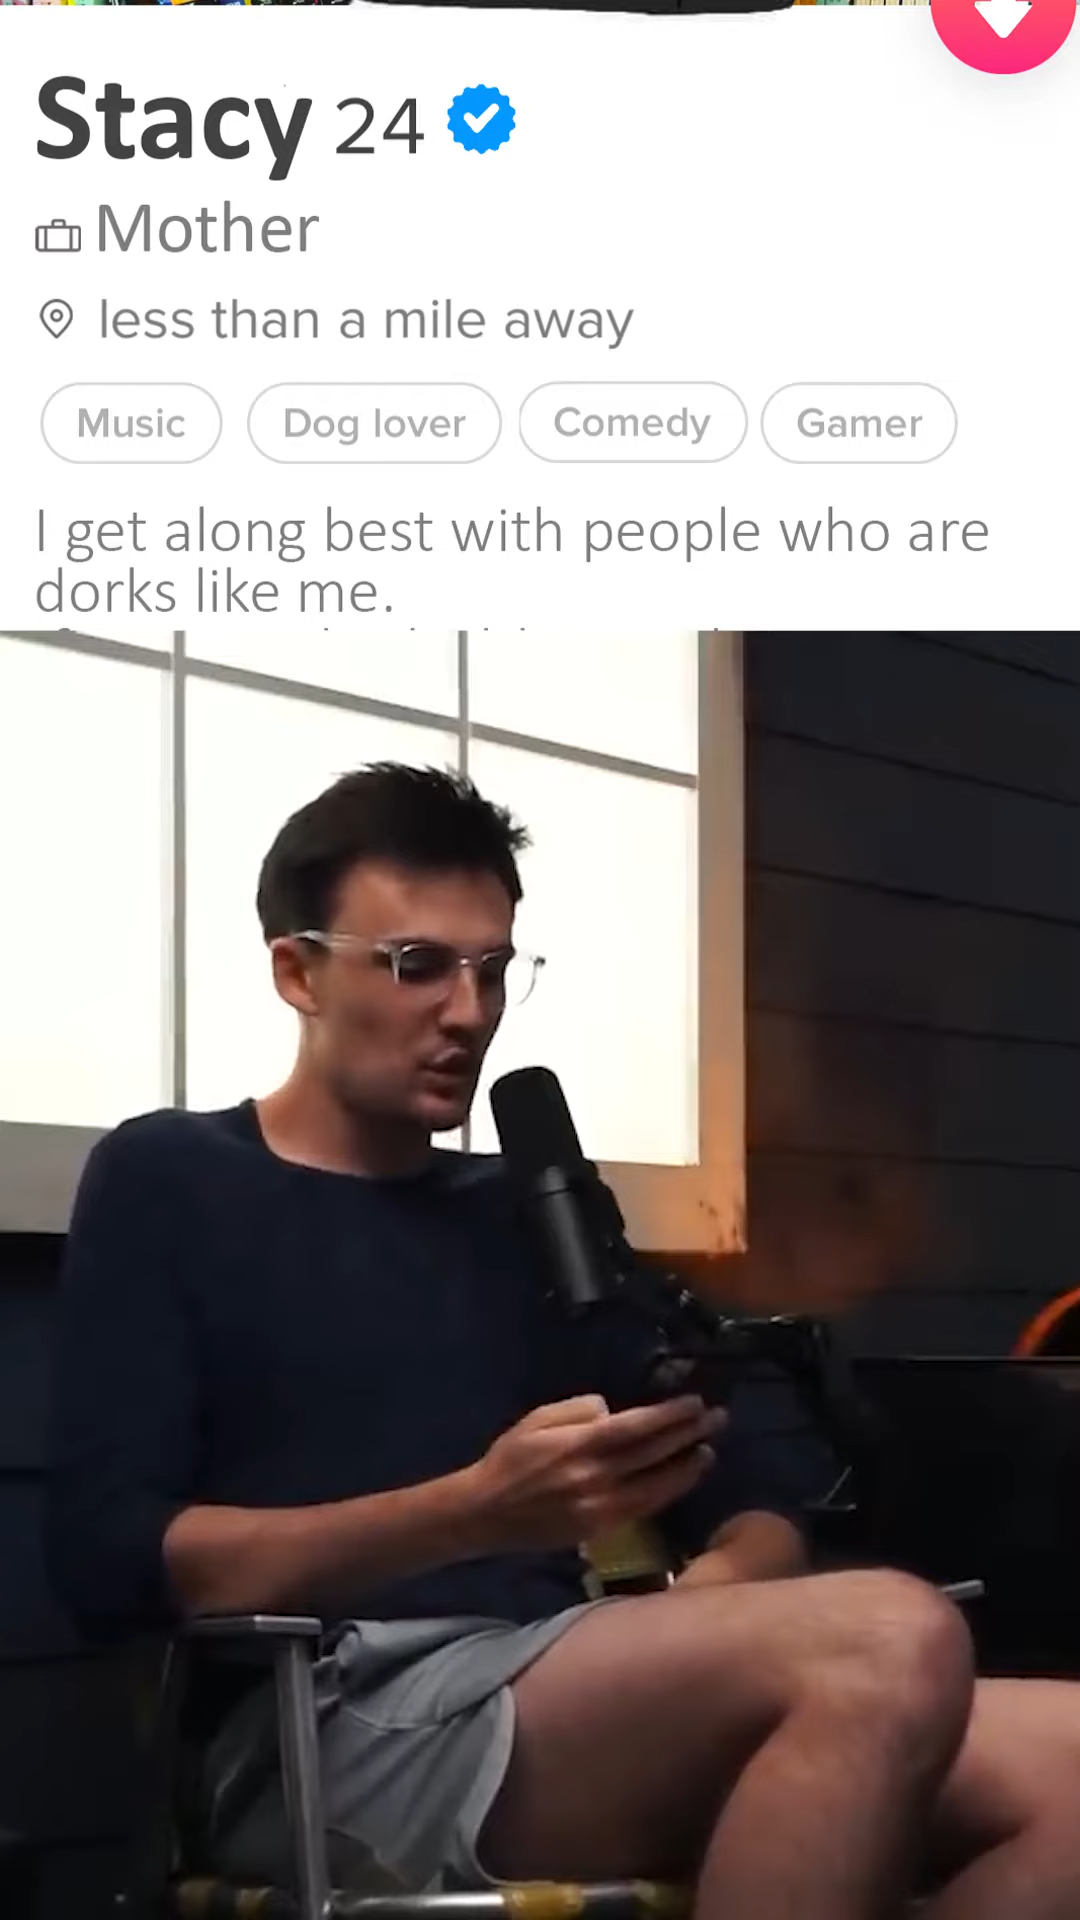 Stacy 24
Mother
less than a mile away
Music Dog lover Comedy Gamer
I get along best with people who are
dorks like me.